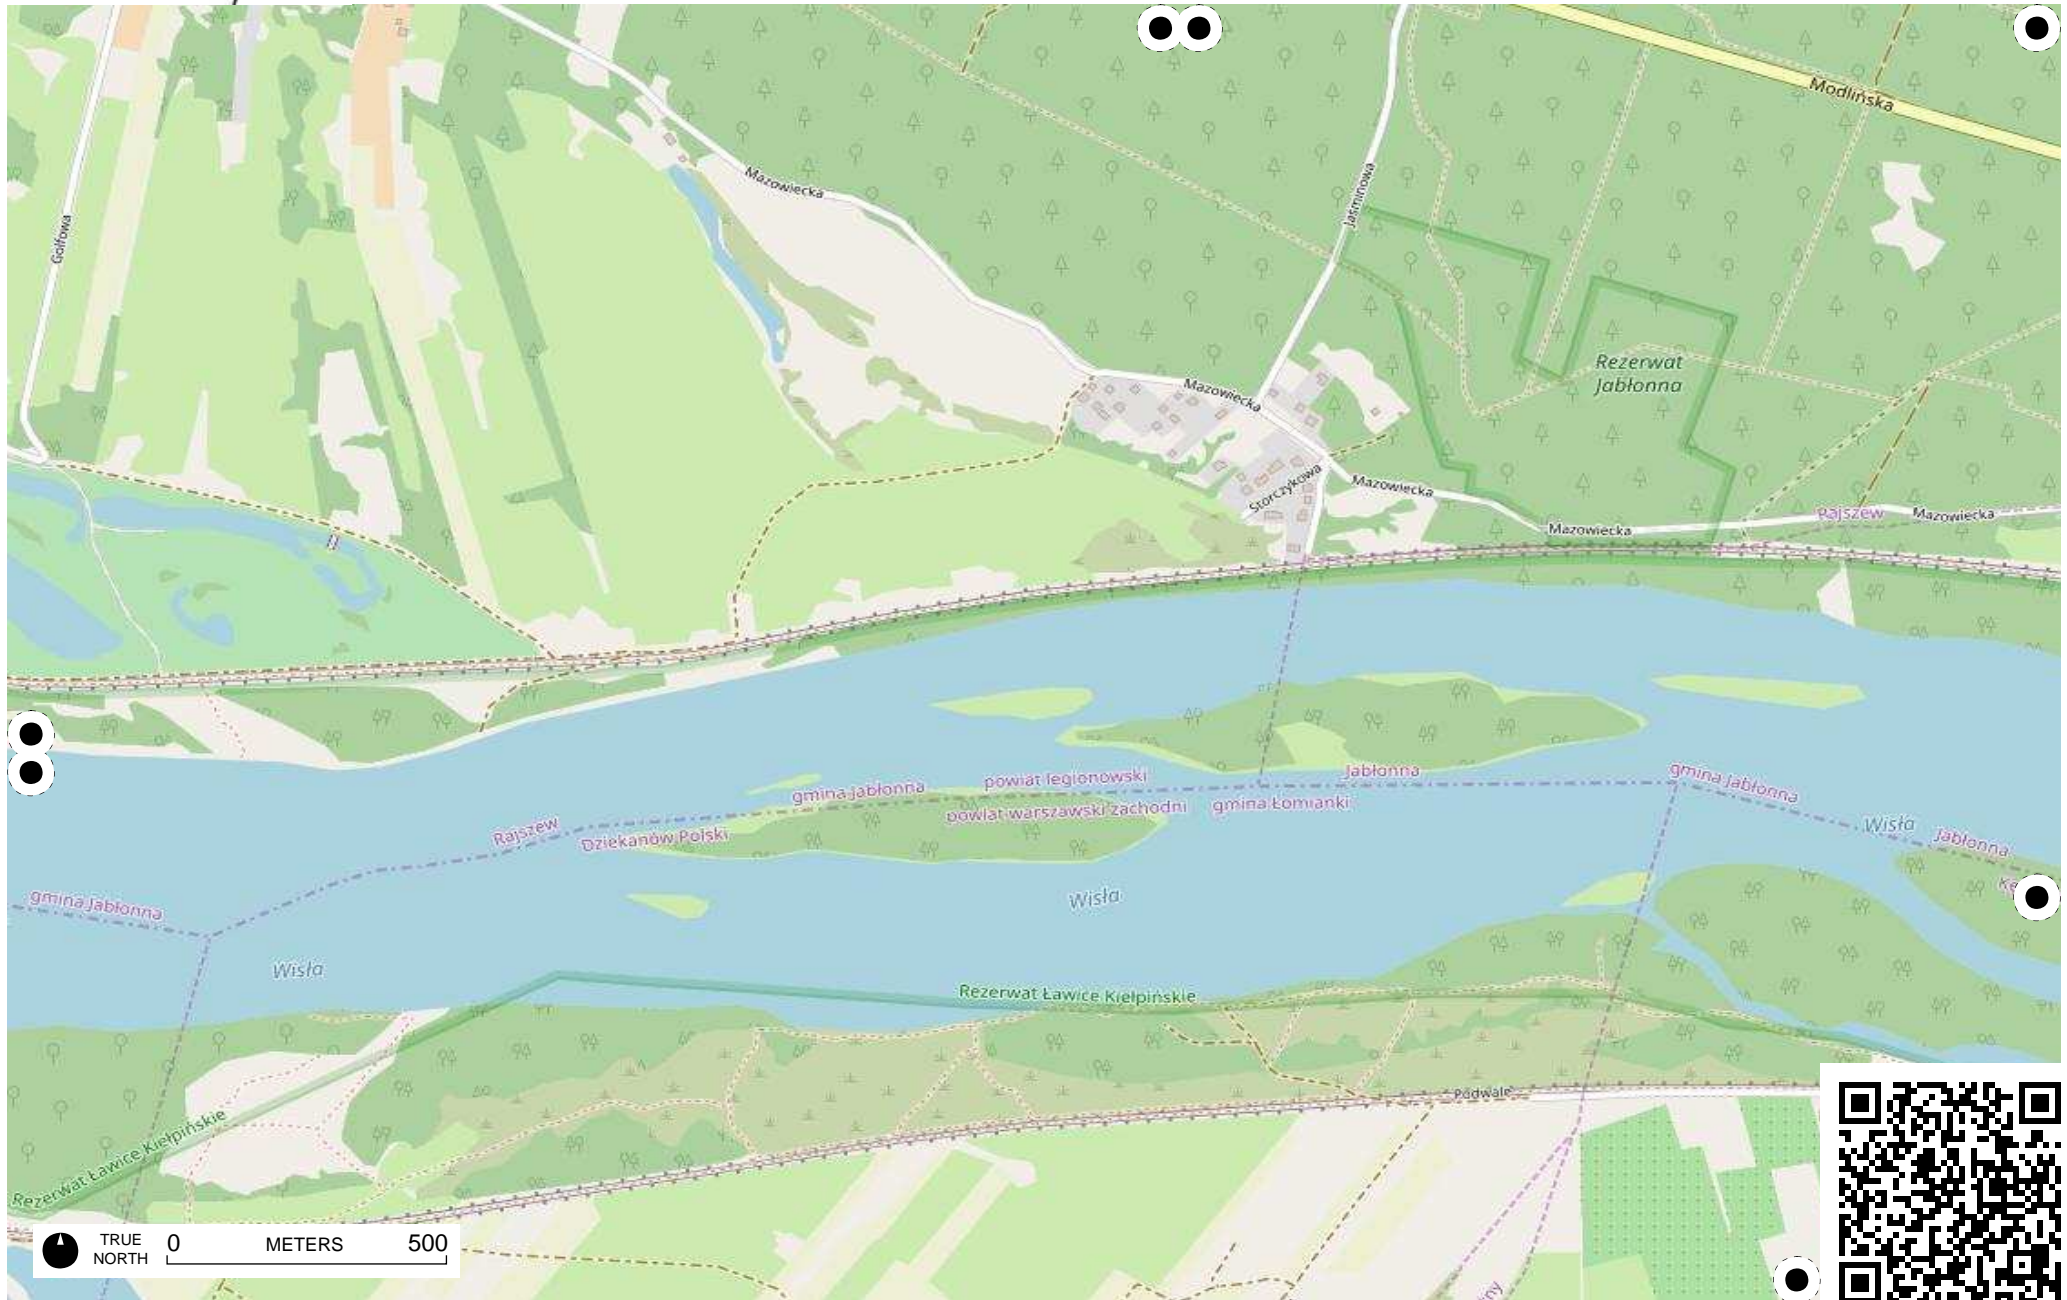 Modlińska
Mazowiecka
Jaśminowa
Golfowa
Rezerwat
Jabłonna
Mazowiecka
Storczykowa
Mazowiecka
Rajszew
Mazowiecka
Mazowiecka
gmina Jabłonna
powiat legionowski
Jabłonna
gmina Jabłonna
powiat warszawski zachodni
gmina Łomianki
Rajszew
Dziekanów Polski
Wisła
Jabłonna
gmina Jabłonna
Wisła
Wisła
Rezerwat Ławice Kiełpińskie
Podwale
Rezerwat Ławice Kiełpińskie
TRUE
NORTH
0 METERS 500